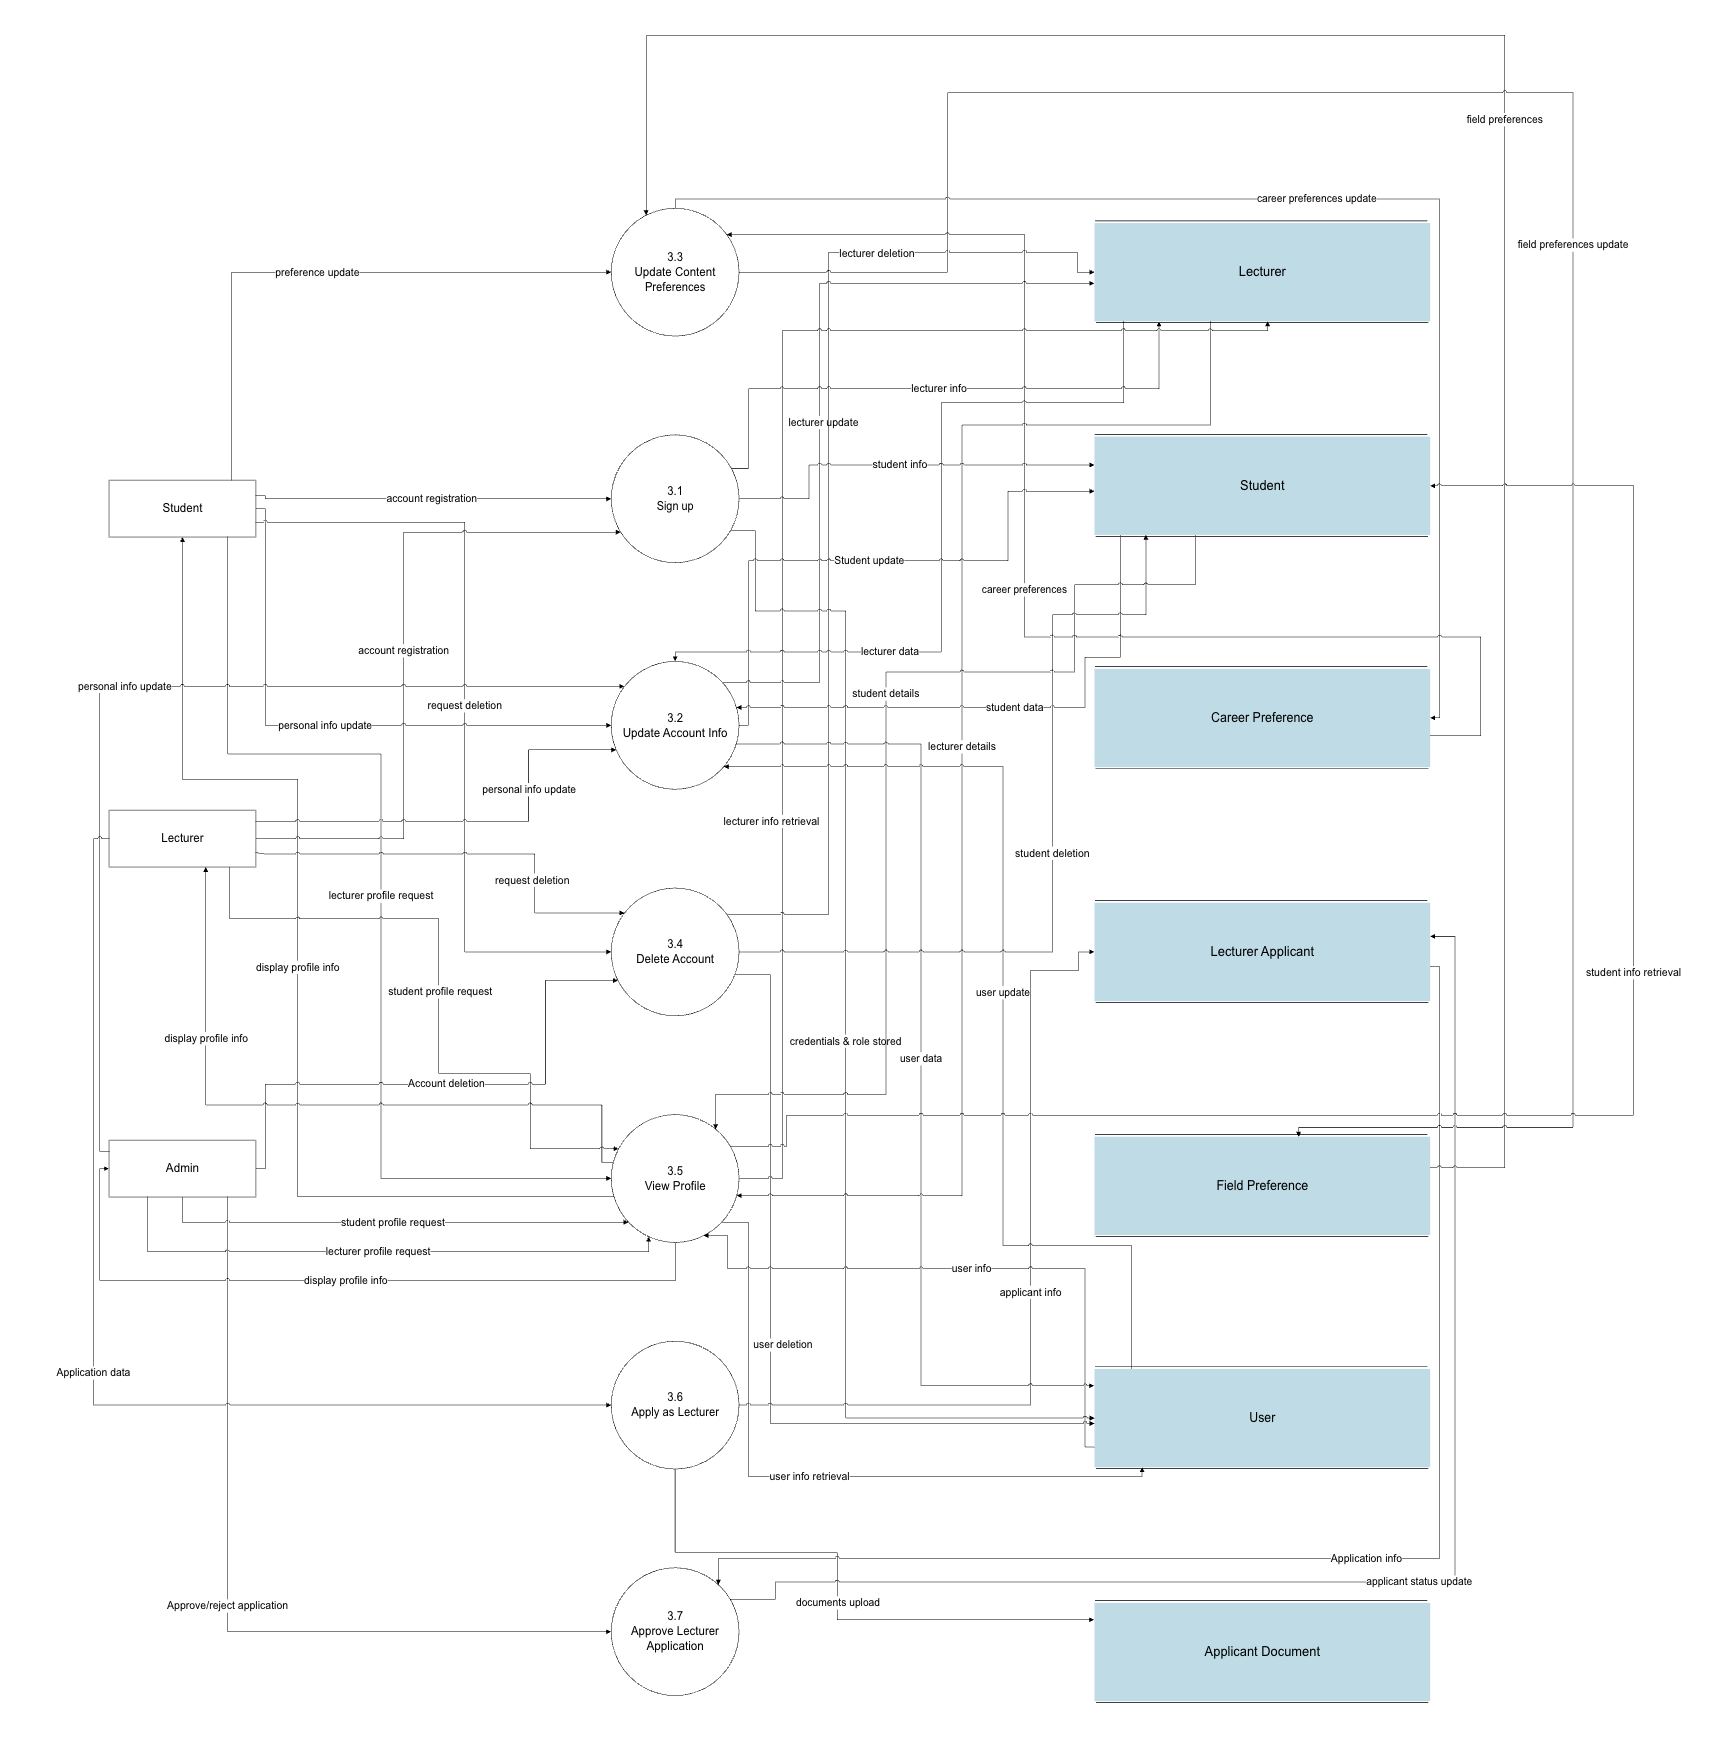 field preferences
career preferences update
field preferences update
lecturer deletion
3.3
Update Content
Preferences
Lecturer
preference update
lecturer info
lecturer update
student info
3.1
Sign up
Student
account registration
Student
Student update
career preferences
account registration
lecturer data
personal info update
student details
request deletion
student data
3.2
Update Account Info
Career Preference
personal info update
lecturer details
personal info update
lecturer info retrieval
Lecturer
student deletion
request deletion
lecturer profile request
3.4
Delete Account
Lecturer Applicant
display profile info
student info retrieval
student profile request
user update
display profile info
credentials & role stored
user data
Account deletion
Admin
3.5
View Profile
Field Preference
student profile request
lecturer profile request
user info
display profile info
applicant info
user deletion
Application data
3.6
Apply as Lecturer
User
user info retrieval
Application info
applicant status update
documents upload
Approve/reject application
3.7
Approve Lecturer
Application
Applicant Document